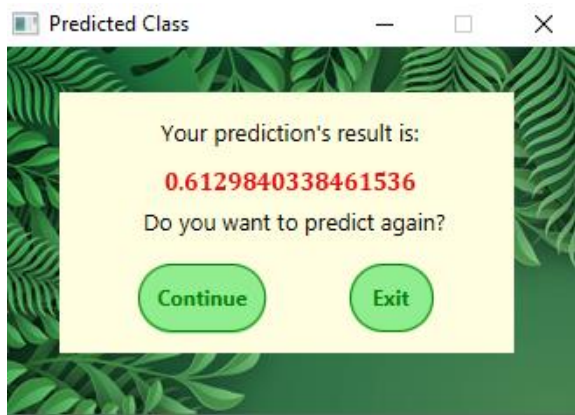 Predicted Class
Your prediction's result is:
0.6129840338461536
Do you want to predict again?
Continue
Exit